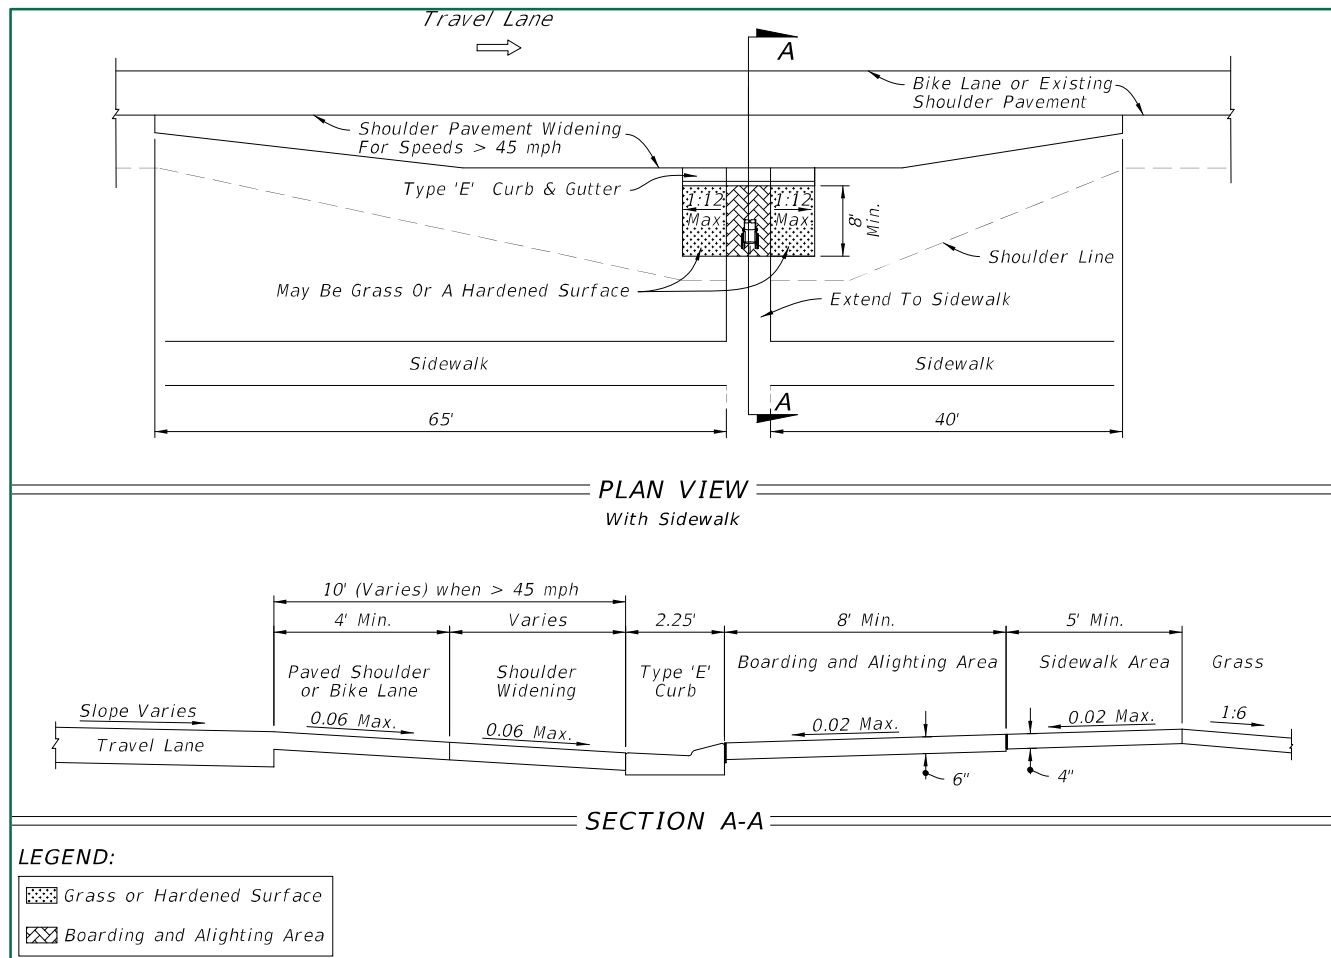 Travel Lane
A
Bike Lane or Existing
Shoulder Pavement
Shoulder Pavement Widening
For Speeds > 45 mph
Type 'E' Curb & Gutter
1:12
Max
1:12
Max
8'
Min.
Shoulder Line
May Be Grass Or A Hardened Surface
Extend To Sidewalk
Sidewalk
Sidewalk
A
65'
40'
PLAN VIEW
With Sidewalk
10' (Varies) when > 45 mph
4' Min.
Varies
2.25'
8' Min.
5' Min.
Paved Shoulder
or Bike Lane
Shoulder
Widening
Type 'E'
Curb
Boarding and Alighting Area
Sidewalk Area
Grass
Slope Varies
0.06 Max.
0.06 Max.
0.02 Max.
0.02 Max.
1:6
Travel Lane
6"
4"
SECTION A-A
LEGEND:
Grass or Hardened Surface
Boarding and Alighting Area